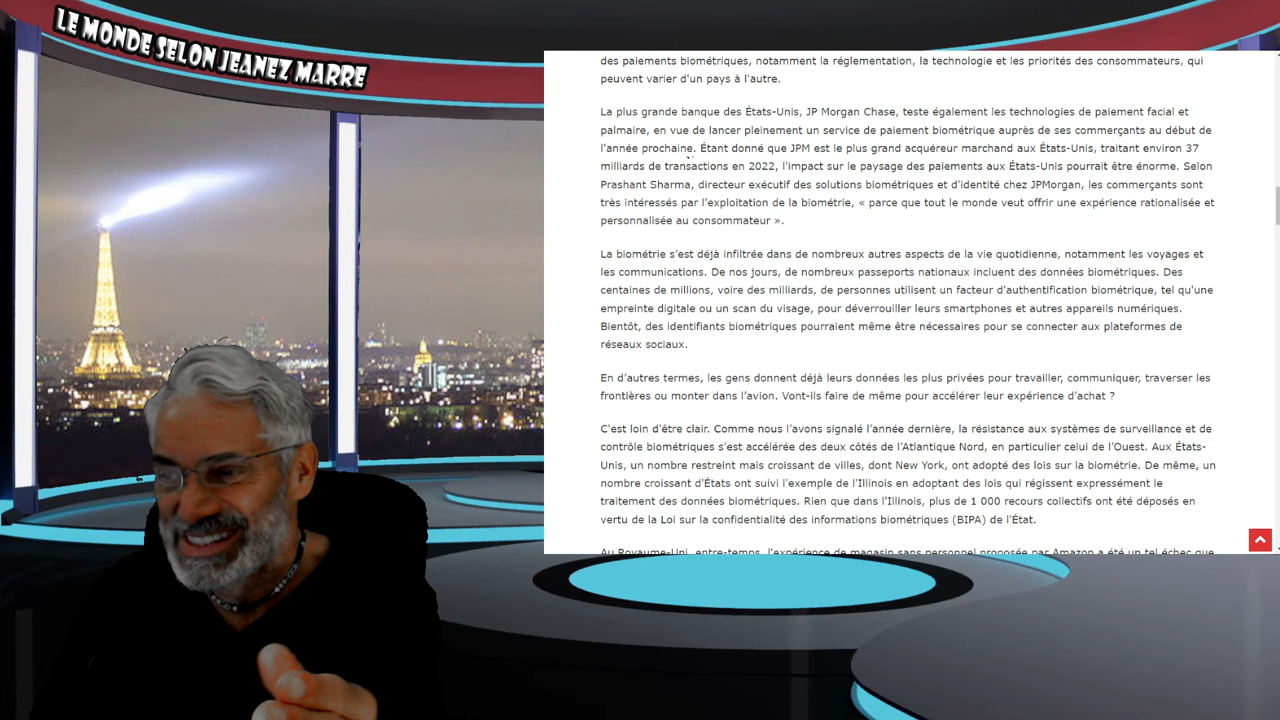 LE MONDE SELON JEANEZ MARRE
des paiements biométriques, notamment la réglementation, la technologie et les priorités des consommateurs, qui
peuvent varier d'un pays à l'autre.
La plus grande banque des États-Unis, JP Morgan Chase, teste également les technologies de paiement facial et
palmaire, en vue de lancer pleinement un service de paiement biométrique auprès de ses commerçants au début de
l'année prochaine. Étant donné que JPM est le plus grand acquéreur marchand aux États-Unis, traitant environ 37
milliards de transactions en 2022, l'impact sur le paysage des paiements aux États-Unis pourrait être énorme. Selon
Prashant Sharma, directeur exécutif des solutions biométriques et d'identité chez JPMorgan, les commerçants sont
très intéressés par l'exploitation de la biométrie, « parce que tout le monde veut offrir une expérience rationalisée et
personnalisée au consommateur ».
La biométrie s’est déjà infiltrée dans de nombreux autres aspects de la vie quotidienne, notamment les voyages et
les communications. De nos jours, de nombreux passeports nationaux incluent des données biométriques. Des
centaines de millions, voire des milliards, de personnes utilisent un facteur d'authentification biométrique, tel qu'une
empreinte digitale ou un scan du visage, pour déverrouiller leurs smartphones et autres appareils numériques.
Bientôt, des identifiants biométriques pourraient même être nécessaires pour se connecter aux plateformes de
réseaux sociaux.
En d’autres termes, les gens donnent déjà leurs données les plus privées pour travailler, communiquer, traverser les
frontières ou monter dans l’avion. Vont-ils faire de même pour accélérer leur expérience d’achat ?
C'est loin d'être clair. Comme nous l’avons signalé l’année dernière, la résistance aux systèmes de surveillance et de
contrôle biométriques s’est accélérée des deux côtés de l’Atlantique Nord, en particulier celui de l’Ouest. Aux États-
Unis, un nombre restreint mais croissant de villes, dont New York, ont adopté des lois sur la biométrie. De même, un
nombre croissant d'États ont suivi l'exemple de l'Illinois en adoptant des lois qui régissent expressément le
traitement des données biométriques. Rien que dans l'Illinois, plus de 1 000 recours collectifs ont été déposés en
vertu de la Loi sur la confidentialité des informations biométriques (BIPA) de l'État.
Au Royaume-Uni, entre-temps, l'expérience de magasin sans personnel proposée par Amazon a été un tel échec que